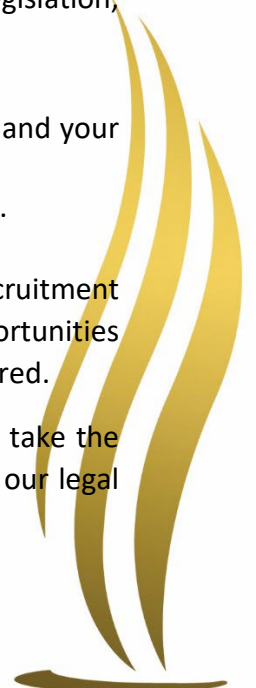 gislation,
and your
.
cruitment
ortunities
red.
take the
our legal